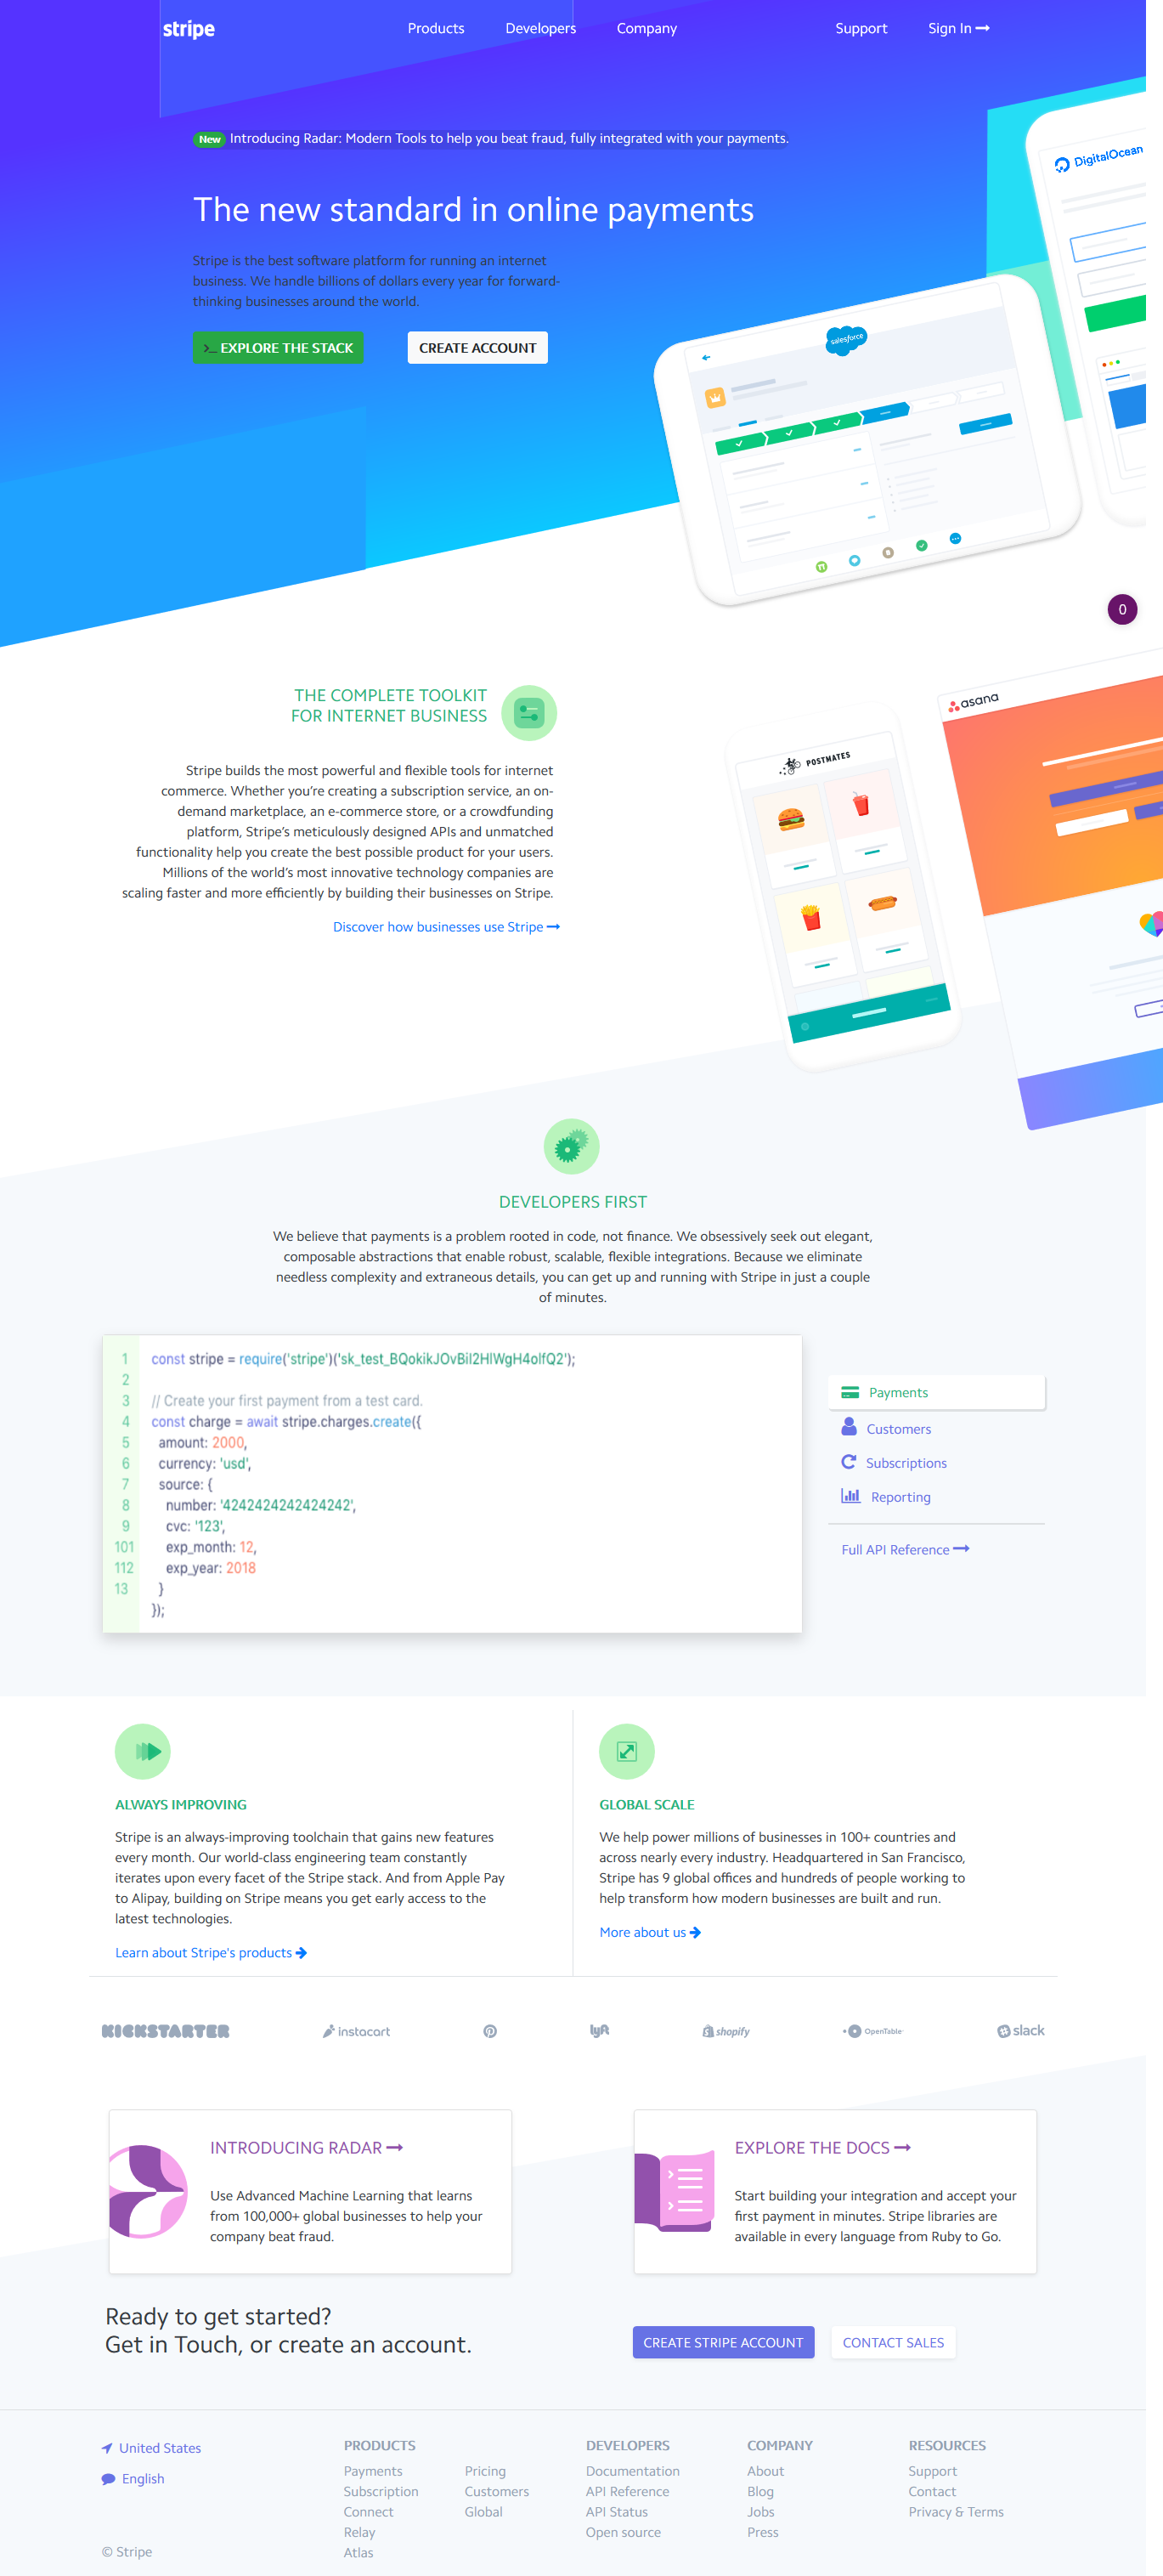 stripe
Products
Developers
Company
Support
Sign In
New Introducing Radar: Modern Tools to help you beat fraud, fully integrated with your payments.
The new standard in online payments
Stripe is the best software platform for running an internet
business. We handle billions of dollars every year for forward-
thinking businesses around the world.
>_ EXPLORE THE STACK
CREATE ACCOUNT
DigitalOcean
salesforce
0
THE COMPLETE TOOLKIT
FOR INTERNET BUSINESS
Stripe builds the most powerful and flexible tools for internet
commerce. Whether you're creating a subscription service, an on-
demand marketplace, an e-commerce store, or a crowdfunding
platform, Stripe's meticulously designed APIs and unmatched
functionality help you create the best possible product for your users.
Millions of the world's most innovative technology companies are
scaling faster and more efficiently by building their businesses on Stripe.
Discover how businesses use Stripe
POSTMATES
asana
DEVELOPERS FIRST
We believe that payments is a problem rooted in code, not finance. We obsessively seek out elegant,
composable abstractions that enable robust, scalable, flexible integrations. Because we eliminate
needless complexity and extraneous details, you can get up and running with Stripe in just a couple
of minutes.
1 const stripe = require('stripe')('sk_test_BQokikJOvBiI2HlWgH4olfQ2');
2
3 // Create your first payment from a test card.
4 const charge = await stripe.charges.create({
5 amount: 2000,
6 currency: 'usd',
7 source: {
8 number: '4242424242424242',
9 cvc: '123',
101 exp_month: 12,
112 exp_year: 2018
13 }
});
Payments
Customers
Subscriptions
Reporting
Full API Reference
ALWAYS IMPROVING
Stripe is an always-improving toolchain that gains new features
every month. Our world-class engineering team constantly
iterates upon every facet of the Stripe stack. And from Apple Pay
to Alipay, building on Stripe means you get early access to the
latest technologies.
Learn about Stripe's products
GLOBAL SCALE
We help power millions of businesses in 100+ countries and
across nearly every industry. Headquartered in San Francisco,
Stripe has 9 global offices and hundreds of people working to
help transform how modern businesses are built and run.
More about us
KICKSTARTER
instacart
lyft
shopify
OpenTable
slack
INTRODUCING RADAR
Use Advanced Machine Learning that learns
from 100,000+ global businesses to help your
company beat fraud.
EXPLORE THE DOCS
Start building your integration and accept your
first payment in minutes. Stripe libraries are
available in every language from Ruby to Go.
Ready to get started?
Get in Touch, or create an account.
CREATE STRIPE ACCOUNT
CONTACT SALES
United States
English
© Stripe
PRODUCTS
Payments
Subscription
Connect
Relay
Atlas
Pricing
Customers
Global
DEVELOPERS
Documentation
API Reference
API Status
Open source
COMPANY
About
Blog
Jobs
Press
RESOURCES
Support
Contact
Privacy & Terms